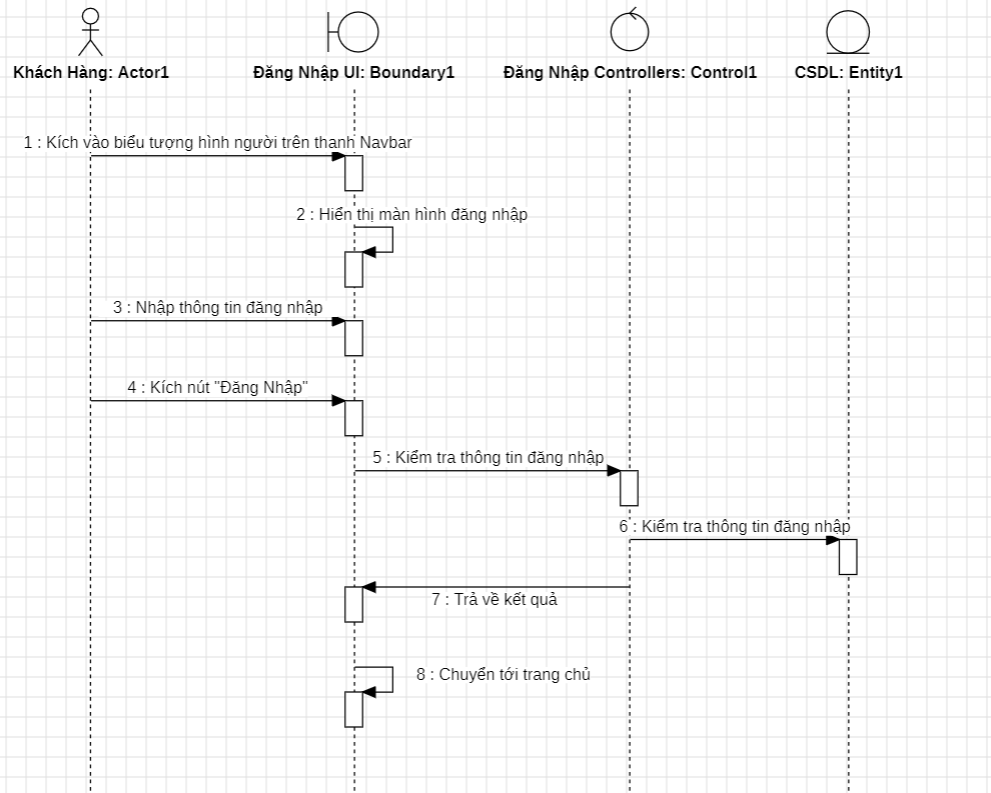 Khách Hàng: Actor1
Đăng Nhập UI: Boundary1
Đăng Nhập Controllers: Control1
CSDL: Entity1
1 : Kích vào biểu tượng hình người trên thanh Navbar
2 : Hiển thị màn hình đăng nhập
3 : Nhập thông tin đăng nhập
4 : Kích nút "Đăng Nhập"
5 : Kiểm tra thông tin đăng nhập
6 : Kiểm tra thông tin đăng nhập
7 : Trả về kết quả
8 : Chuyển tới trang chủ